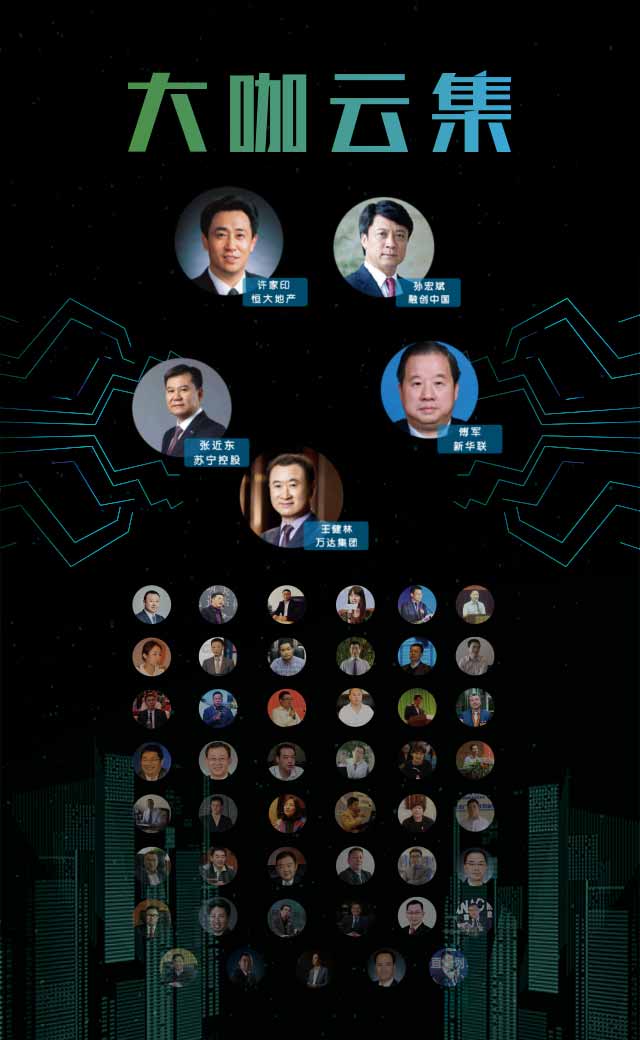 大咖云集
许家印
恒大地产
孙宏斌
融创中国
张近东
苏宁控股
傅军
新华联
王健林
万达集团